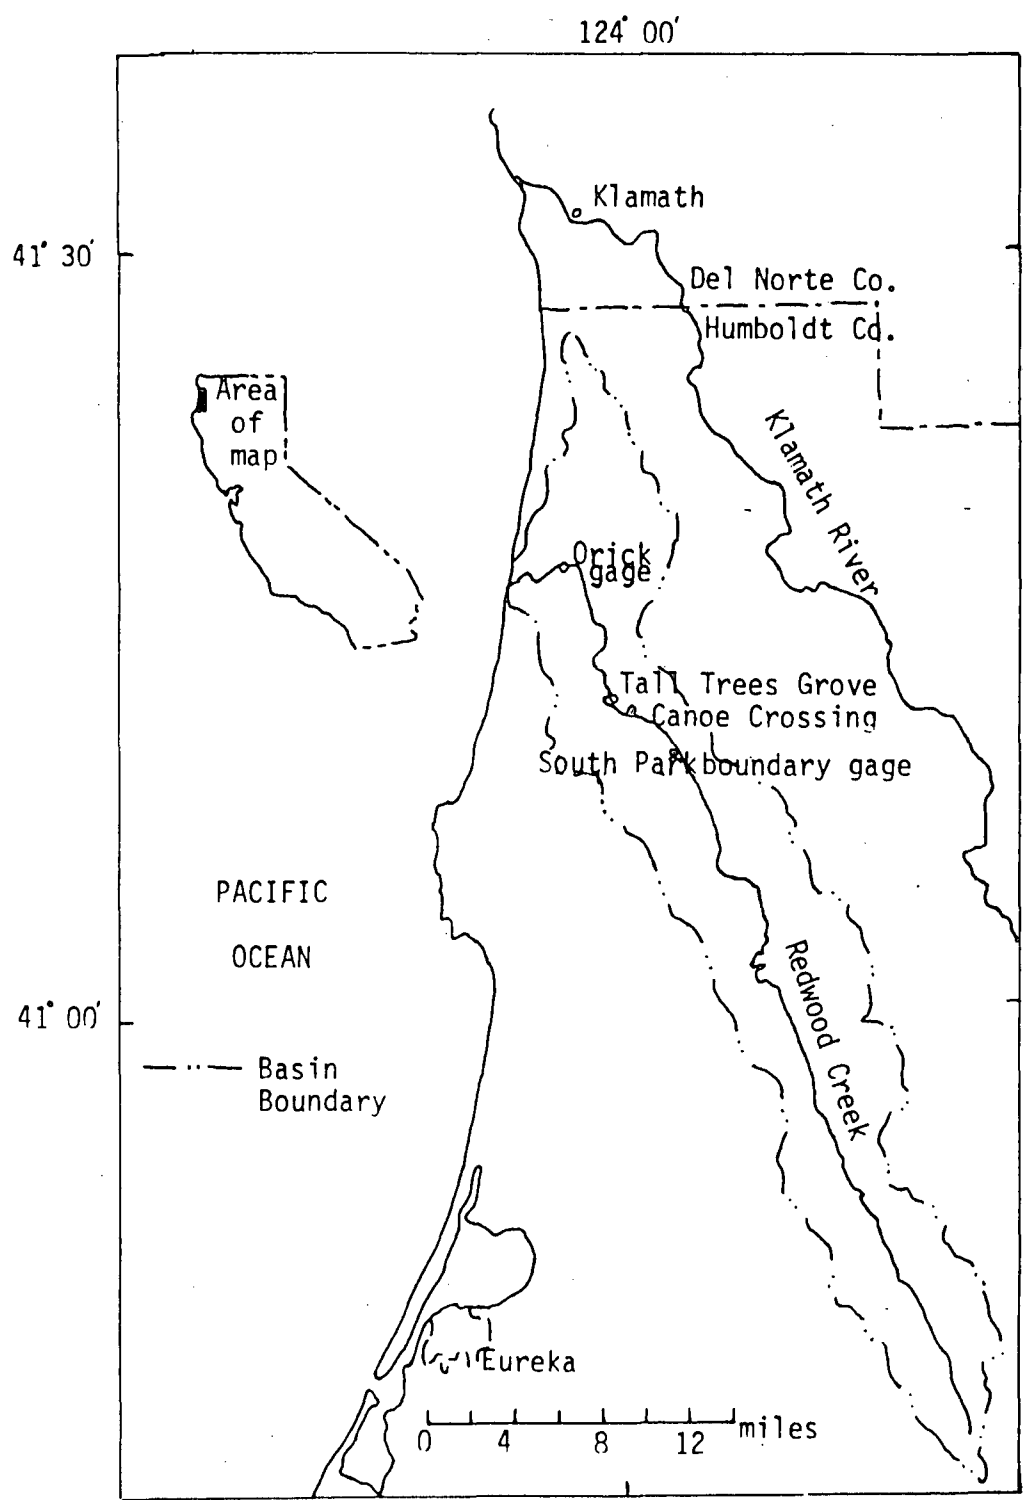 124° 00'
Klamath
41° 30'
Del Norte Co.
Humboldt Co.
Area
of
map
Klamath River
Orick
gage
Tall Trees Grove
Canoe Crossing
South Park boundary gage
PACIFIC
OCEAN
Redwood Creek
41° 00'
Basin
Boundary
Eureka
0 4 8 12 miles